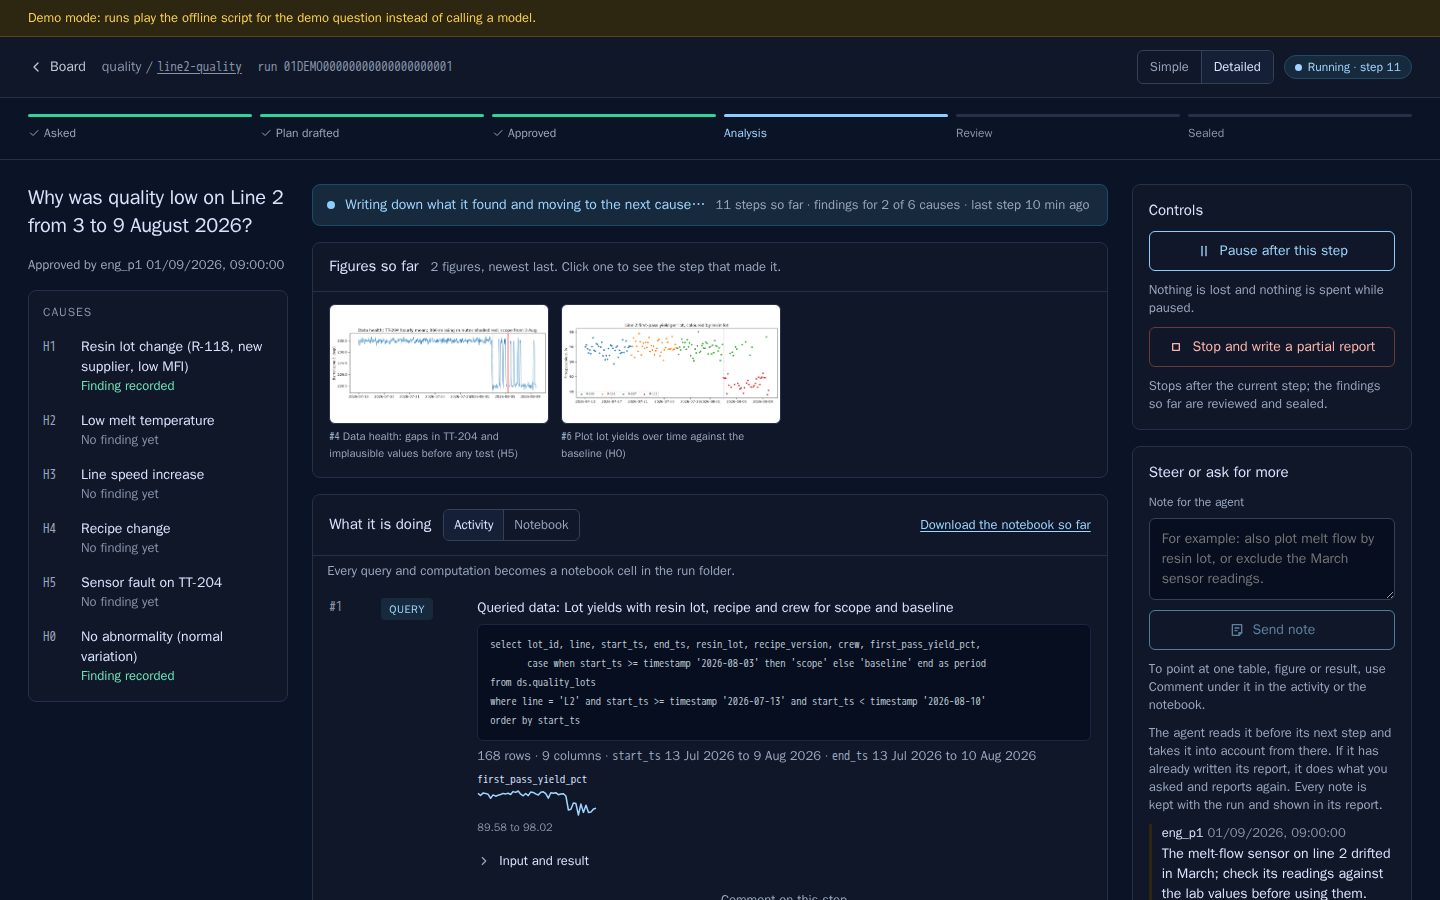 Demo mode: runs play the offline script for the demo question instead of calling a model.
Board quality / line2-quality run 01DEMO00000000000000000001
Simple Detailed Running · step 11
Asked Plan drafted Approved Analysis Review Sealed
Why was quality low on Line 2
from 3 to 9 August 2026?
Approved by eng_p1 01/09/2026, 09:00:00
CAUSES
H1 Resin lot change (R-118, new
supplier, low MFI)
Finding recorded
H2 Low melt temperature
No finding yet
H3 Line speed increase
No finding yet
H4 Recipe change
No finding yet
H5 Sensor fault on TT-204
No finding yet
H0 No abnormality (normal
variation)
Finding recorded
Writing down what it found and moving to the next cause··· 11 steps so far · findings for 2 of 6 causes · last step 10 min ago
Figures so far 2 figures, newest last. Click one to see the step that made it.
Line 2 first-pass yield per lot, coloured by resin lot
#4 Data health: gaps in TT-204 and
implausible values before any test (H5)
#6 Plot lot yields over time against the
baseline (H0)
What it is doing Activity Notebook Download the notebook so far
Every query and computation becomes a notebook cell in the run folder.
#1 QUERY Queried data: Lot yields with resin lot, recipe and crew for scope and baseline
select lot_id, line, start_ts, end_ts, resin_lot, recipe_version, crew, first_pass_yield_pct,
case when start_ts >= timestamp '2026-08-03' then 'scope' else 'baseline' end as period
from ds.quality_lots
where line = 'L2' and start_ts >= timestamp '2026-07-13' and start_ts < timestamp '2026-08-10'
order by start_ts
168 rows · 9 columns · start_ts 13 Jul 2026 to 9 Aug 2026 · end_ts 13 Jul 2026 to 10 Aug 2026
first_pass_yield_pct
89.58 to 98.02
Input and result
Comment on this step
Controls
Pause after this step
Nothing is lost and nothing is spent while
paused.
Stop and write a partial report
Stops after the current step; the findings
so far are reviewed and sealed.
Steer or ask for more
Note for the agent
For example: also plot melt flow by
resin lot, or exclude the March
sensor readings.
Send note
To point at one table, figure or result, use
Comment under it in the activity or the
notebook.
The agent reads it before its next step and
takes it into account from there. If it has
already written its report, it does what you
asked and reports again. Every note is
kept with the run and shown in its report.
eng_p1 01/09/2026, 09:00:00
The melt-flow sensor on line 2 drifted
in March; check its readings against
the lab values before using them.